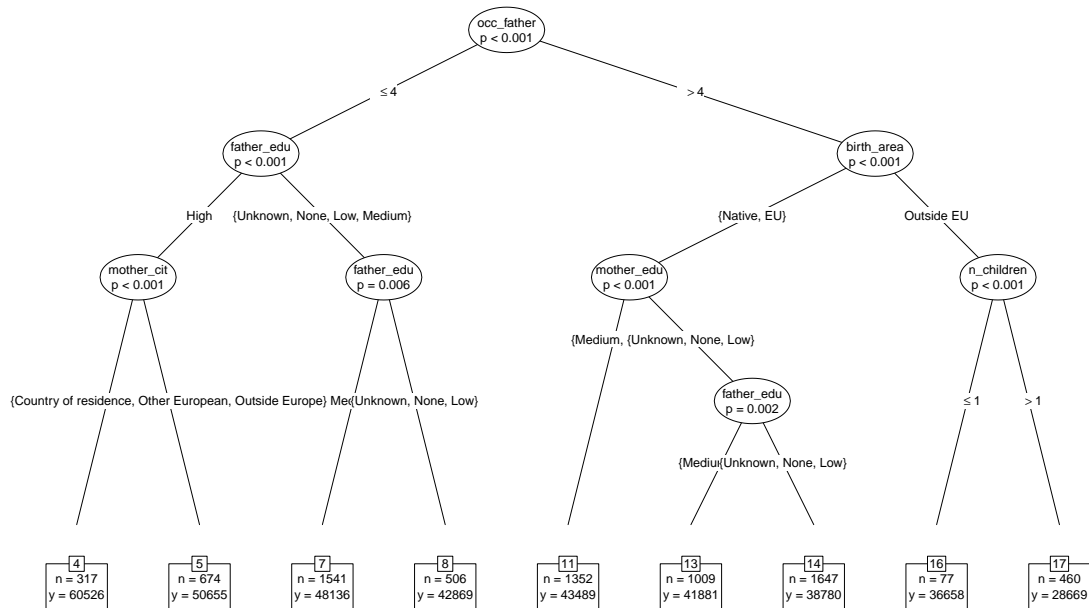 occ_father
p < 0.001
≤ 4
> 4
father_edu
p < 0.001
birth_area
p < 0.001
High
{Unknown, None, Low, Medium}
{Native, EU}
Outside EU
mother_cit
p < 0.001
father_edu
p = 0.006
mother_edu
p < 0.001
n_children
p < 0.001
{Medium, {Unknown, None, Low}
{Country of residence, Other European, Outside Europe}
{Unknown, None, Low}
father_edu
p = 0.002
≤ 1
> 1
{Unknown, None, Low}
4
n = 317
y = 60526
5
n = 674
y = 50655
7
n = 1541
y = 48136
8
n = 506
y = 42869
11
n = 1352
y = 43489
13
n = 1009
y = 41881
14
n = 1647
y = 38780
16
n = 77
y = 36658
17
n = 460
y = 28669